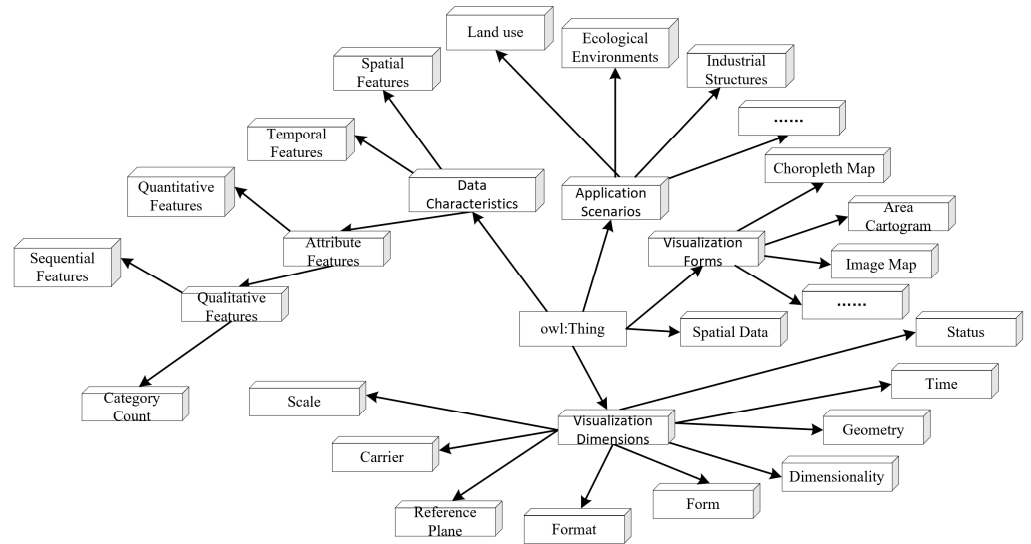 Land use
Ecological
Environments
Industrial
Structures
Spatial
Features
......
Temporal
Features
Choropleth Map
Quantitative
Features
Data
Characteristics
Application
Scenarios
Area
Cartogram
Attribute
Features
Visualization
Forms
Sequential
Features
Image Map
Qualitative
Features
......
owl:Thing
Spatial Data
Status
Time
Category
Count
Scale
Visualization
Dimensions
Geometry
Carrier
Dimensionality
Reference
Plane
Form
Format